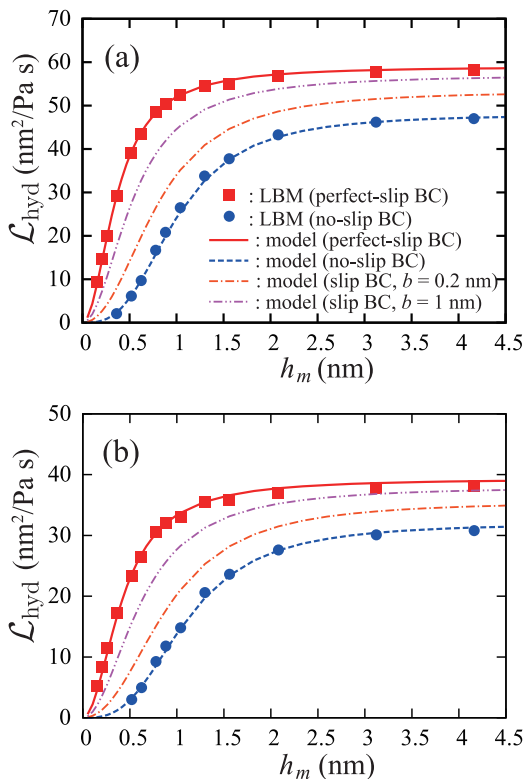 (a)
70
60
50
40
30
20
10
0
ℒhyd (nm²/Pa s)
: LBM (perfect-slip BC)
: LBM (no-slip BC)
: model (perfect-slip BC)
: model (no-slip BC)
: model (slip BC, b = 0.2 nm)
: model (slip BC, b = 1 nm)
0 0.5 1 1.5 2 2.5 3 3.5 4 4.5
hm (nm)
(b)
50
40
30
20
10
0
ℒhyd (nm²/Pa s)
0 0.5 1 1.5 2 2.5 3 3.5 4 4.5
hm (nm)